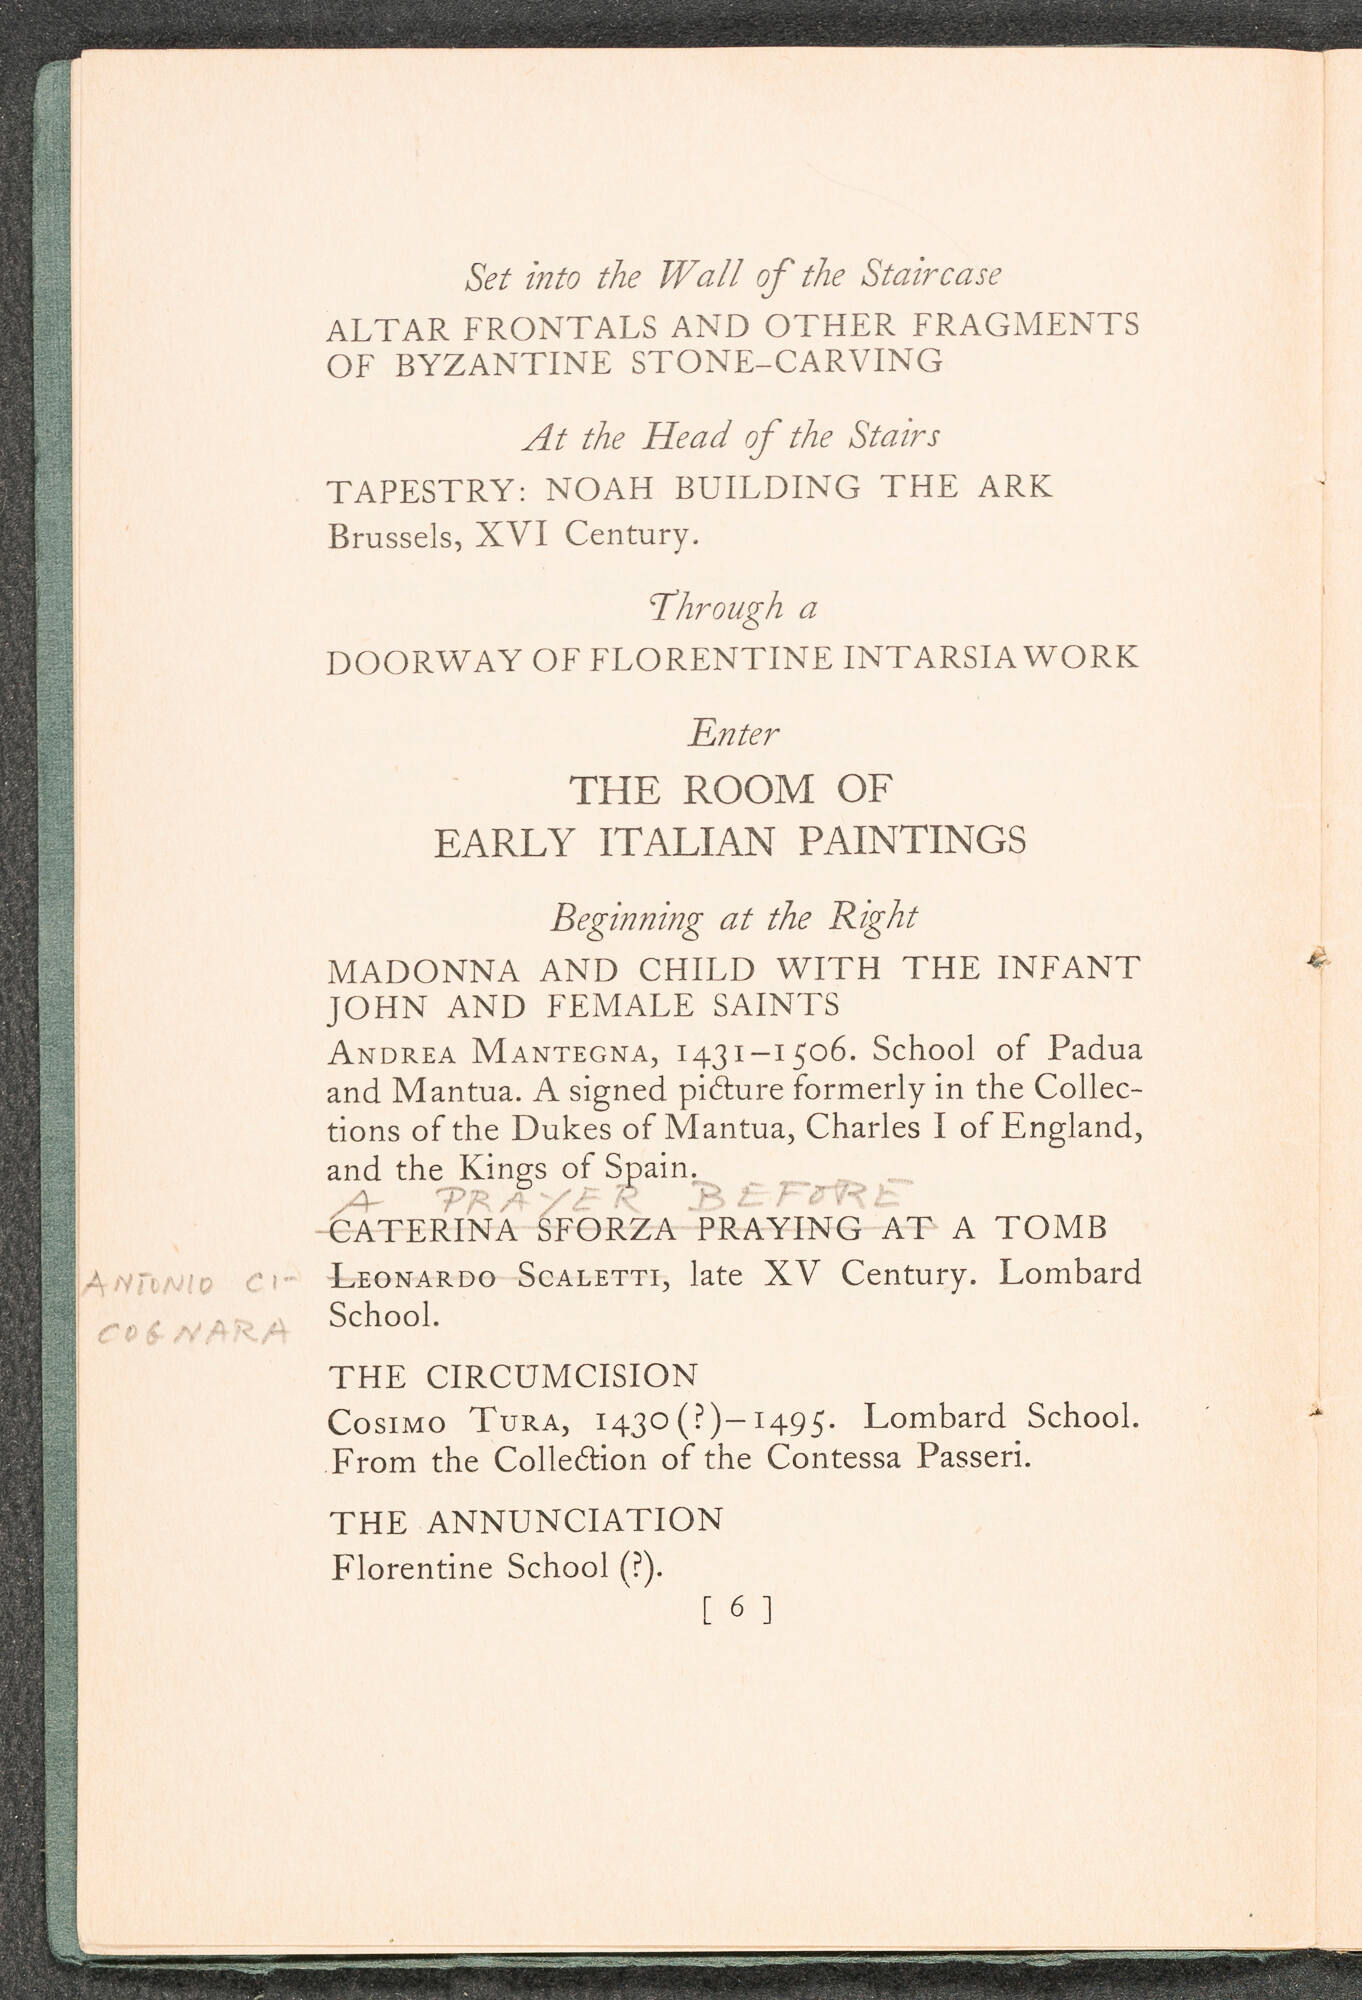 Set into the Wall of the Staircase
ALTAR FRONTALS AND OTHER FRAGMENTS
OF BYZANTINE STONE-CARVING
At the Head of the Stairs
TAPESTRY: NOAH BUILDING THE ARK
Brussels, XVI Century.
Through a
DOORWAY OF FLORENTINE INTARSIA WORK
Enter
THE ROOM OF
EARLY ITALIAN PAINTINGS
Beginning at the Right
MADONNA AND CHILD WITH THE INFANT
JOHN AND FEMALE SAINTS
ANDREA MANTEGNA, 1431–1506. School of Padua
and Mantua. A signed picture formerly in the Collec-
tions of the Dukes of Mantua, Charles I of England,
and the Kings of Spain.
A PRAYER BEFORE
CATERINA SFORZA PRAYING AT A TOMB
ANTONIO CI-
COGNARA
LEONARDO SCALETTI, late XV Century. Lombard
School.
THE CIRCUMCISION
COSIMO TURA, 1430(?)–1495. Lombard School.
From the Collection of the Contessa Passeri.
THE ANNUNCIATION
Florentine School (?).
[ 6 ]